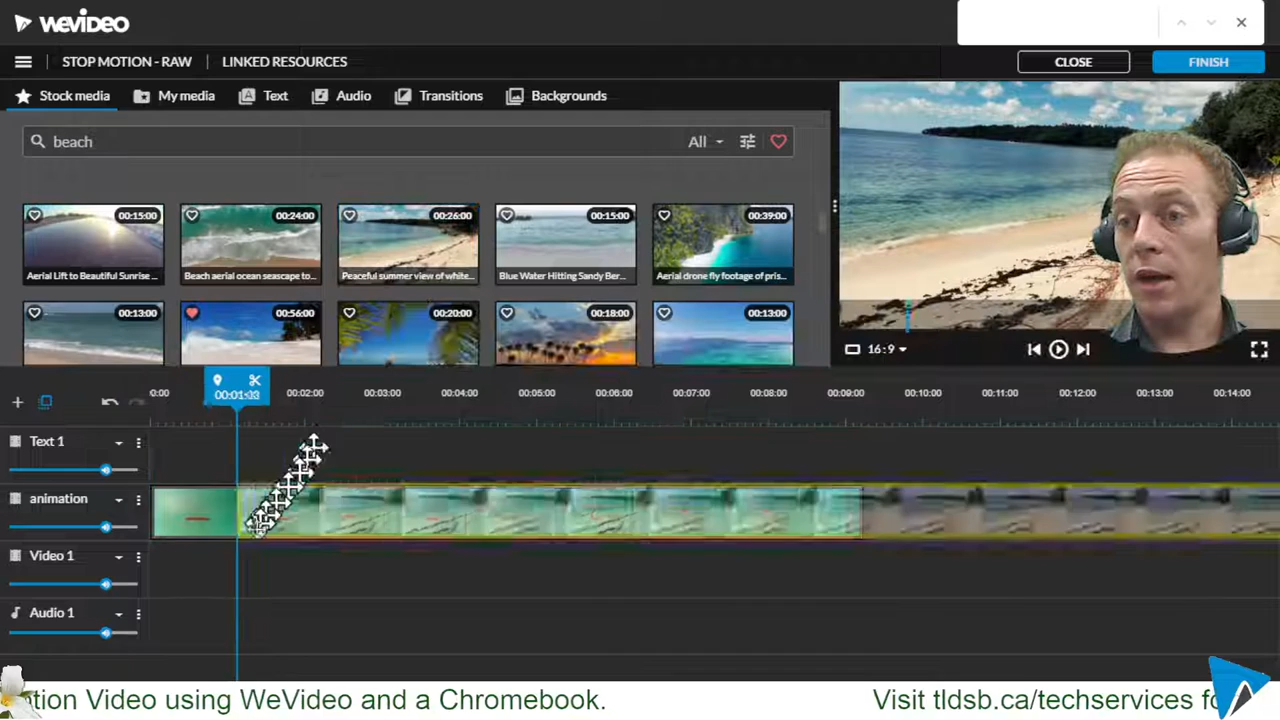 wevideo
STOP MOTION - RAW
LINKED RESOURCES
CLOSE
FINISH
Stock media
My media
Text
Audio
Transitions
Backgrounds
beach
All
00:15:00
00:24:00
00:26:00
00:15:00
00:39:00
Aerial Lift to Beautiful Sunrise ...
Beach aerial ocean seascape to...
Peaceful summer view of white...
Blue Water Hitting Sandy Ber...
Aerial drone fly footage of pris...
00:13:00
00:56:00
00:20:00
00:18:00
00:13:00
16:9
0:00
00:02:00
00:03:00
00:04:00
00:05:00
00:06:00
00:07:00
00:08:00
00:09:00
00:10:00
00:11:00
00:12:00
00:13:00
00:14:00
Text 1
animation
Video 1
Audio 1
tion Video using WeVideo and a Chromebook.
Visit tldsb.ca/techservices fo